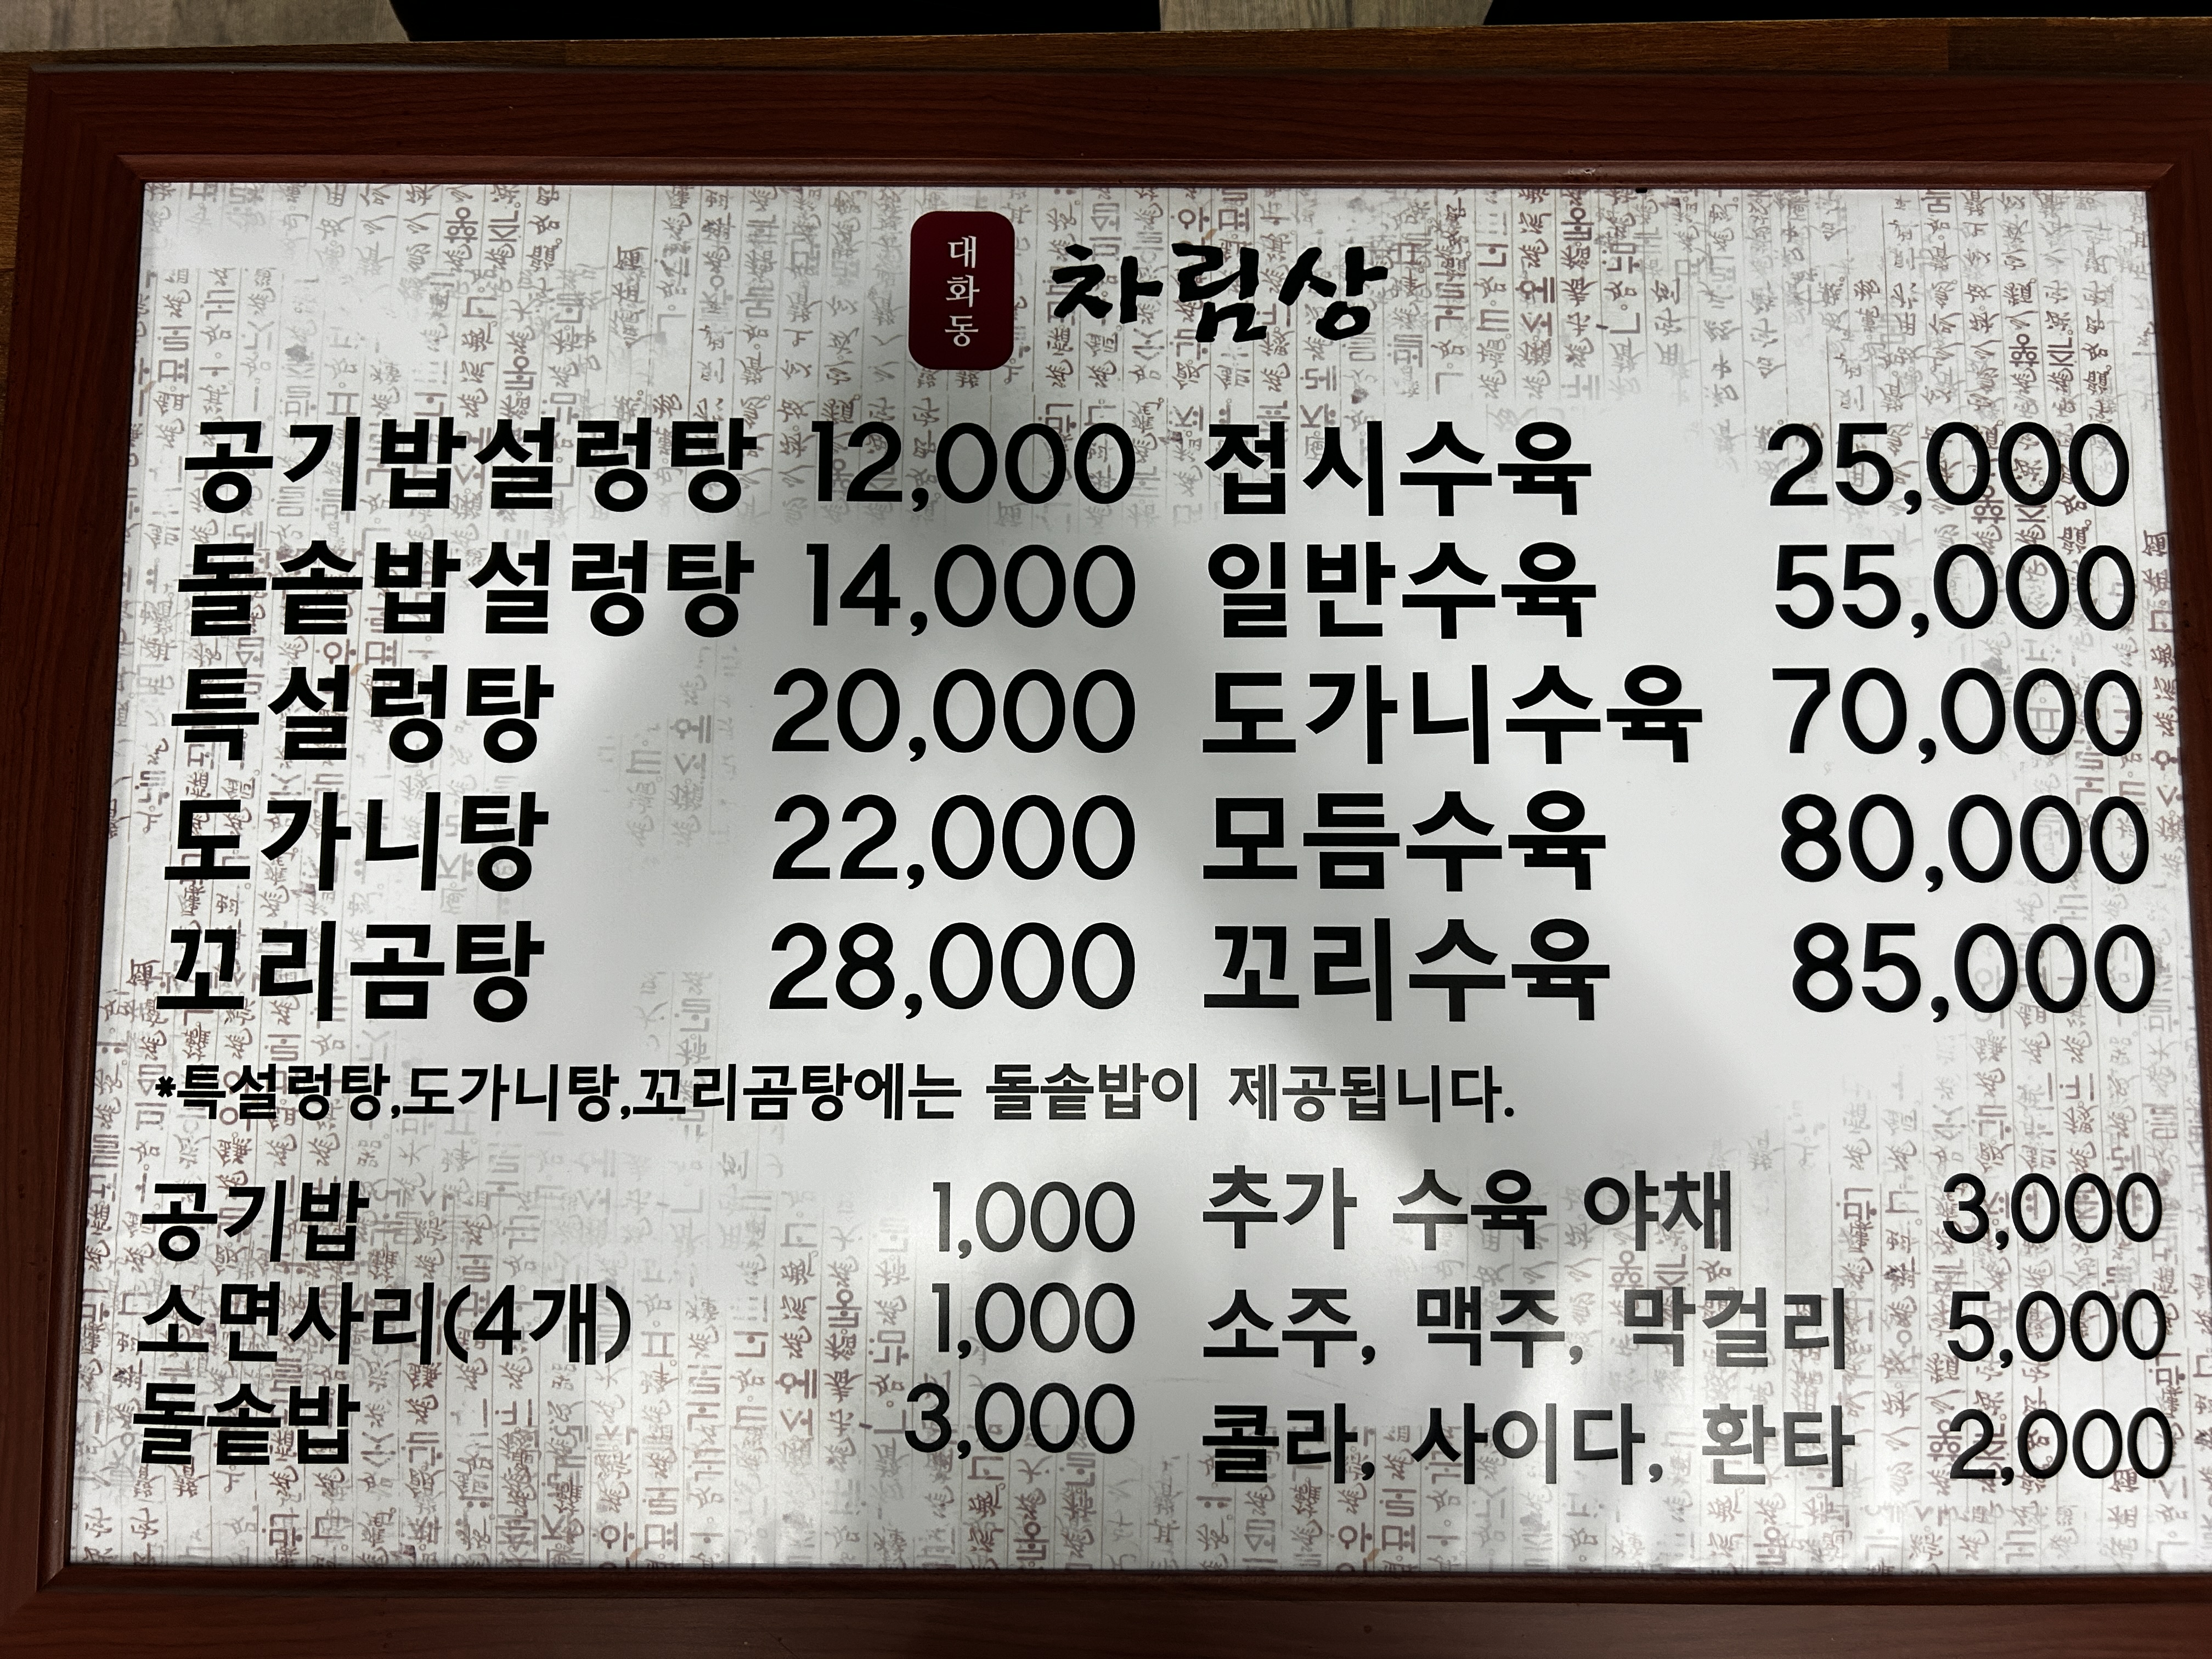 대화동 차림상
공기밥설렁탕 12,000 접시수육 25,000
돌솥밥설렁탕 14,000 일반수육 55,000
특설렁탕 20,000 도가니수육 70,000
도가니탕 22,000 모듬수육 80,000
꼬리곰탕 28,000 꼬리수육 85,000
*특설렁탕,도가니탕,꼬리곰탕에는 돌솥밥이 제공됩니다.
공기밥 1,000 추가 수육 야채 3,000
소면사리(4개) 1,000 소주, 맥주, 막걸리 5,000
돌솥밥 3,000 콜라, 사이다, 환타 2,000